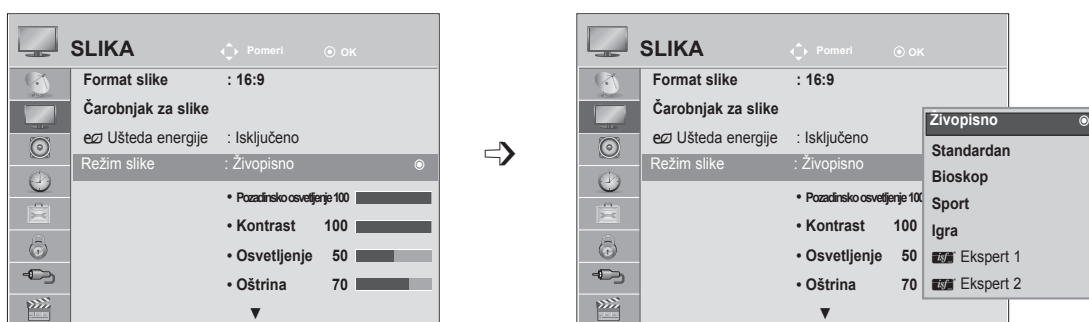 SLIKA Pomeri OK
Format slike : 16:9
Čarobnjak za slike
Ušteda energije : Isključeno
Režim slike : Živopisno
• Pozadinsko osvetljenje 100
• Kontrast 100
• Osvetljenje 50
• Oštrina 70
SLIKA Pomeri OK
Format slike : 16:9
Čarobnjak za slike
Ušteda energije : Isključeno
Režim slike : Živopisno
• Pozadinsko osvetljenje 100
• Kontrast 100
• Osvetljenje 50
• Oštrina 70
Živopisno
Standardan
Bioskop
Sport
Igra
isf Ekspert 1
isf Ekspert 2